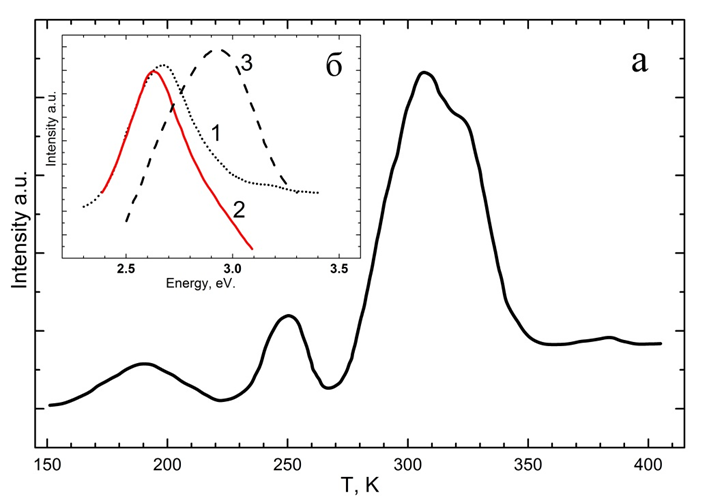 б
а
3
1
2
Intensity a.u.
2.5 3.0 3.5
Energy, eV.
Intensity a.u.
150 200 250 300 350 400
T, K